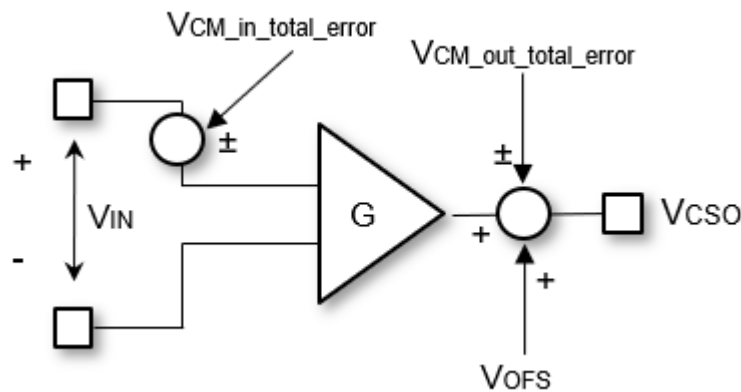 VCM_in_total_error
VCM_out_total_error
±
±
+
VIN
-
G
+
VCSO
+
VOFS